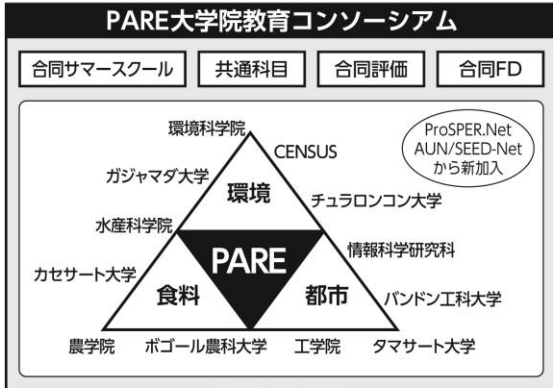 PARE大学院教育コンソーシアム
合同サマースクール 共通科目 合同評価 合同FD
ProSPER.Net
AUN/SEED-Net
から新加入
環境科学院
CENSUS
ガジャマダ大学
環境
チュラロンコン大学
水産科学院
情報科学研究科
PARE
カセサート大学
食料
都市
バンドン工科大学
農学院 ボゴール農科大学 工学院 タマサート大学